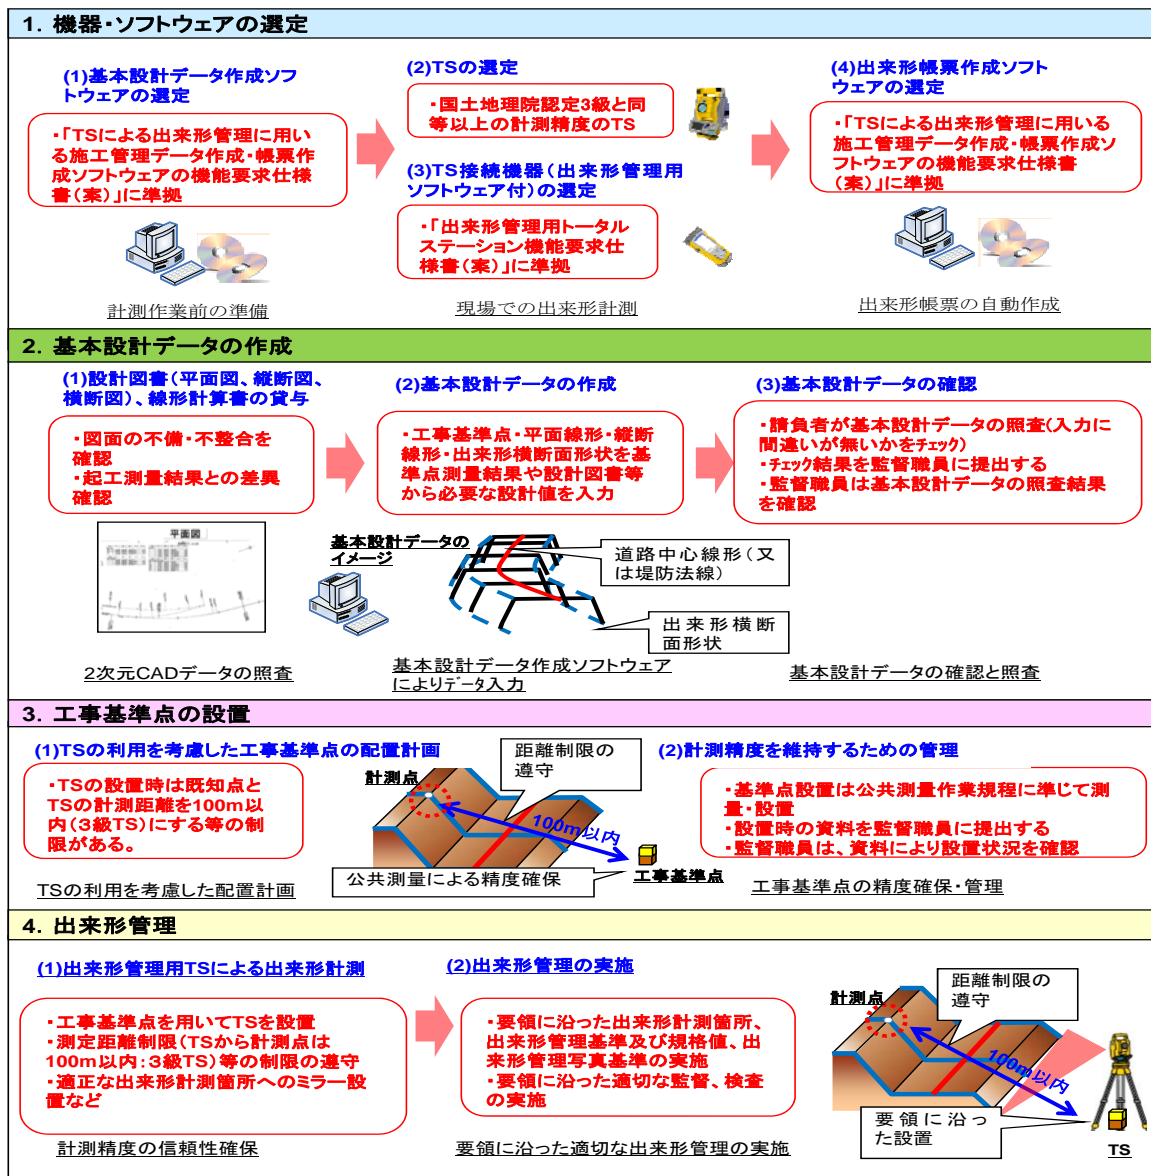 1．機器・ソフトウェアの選定
(1)基本設計データ作成ソフ
トウェアの選定
・「TSによる出来形管理に用い
る施工管理データ作成・帳票作
成ソフトウェアの機能要求仕様
書（案）」に準拠
計測作業前の準備
(2)TSの選定
・国土地理院認定3級と同
等以上の計測精度のTS
(3)TS接続機器（出来形管理用
ソフトウェア付）の選定
・「出来形管理用トータル
ステーション機能要求仕
様書（案）」に準拠
現場での出来形計測
(4)出来形帳票作成ソフト
ウェアの選定
・「TSによる出来形管理に用いる
施工管理データ作成・帳票作成ソ
フトウェアの機能要求仕様書
（案）」に準拠
出来形帳票の自動作成
2．基本設計データの作成
(1)設計図書（平面図、縦断図、
横断図）、線形計算書の貸与
・図面の不備・不整合を
確認
・起工測量結果との差異
確認
平面図
2次元CADデータの照査
(2)基本設計データの作成
・工事基準点・平面線形・縦断
線形・出来形横断面形状を基
準点測量結果や設計図書等
から必要な設計値を入力
基本設計データの
イメージ
道路中心線形（又
は堤防法線）
出来形横断
面形状
基本設計データ作成ソフトウェア
によりﾃﾞｰﾀ入力
(3)基本設計データの確認
・請負者が基本設計データの照査（入力に
間違いが無いかをﾁｪｯｸ）
・ﾁｪｯｸ結果を監督職員に提出する
・監督職員は基本設計データの照査結果
を確認
基本設計データの確認と照査
3．工事基準点の設置
(1)TSの利用を考慮した工事基準点の配置計画
・TSの設置時は既知点と
TSの計測距離を100m以
内（３級TS）にする等の制
限がある。
TSの利用を考慮した配置計画
計測点
距離制限の
遵守
100m以内
公共測量による精度確保
工事基準点
(2)計測精度を維持するための管理
・基準点設置は公共測量作業規程に準じて測
量・設置
・設置時の資料を監督職員に提出する
・監督職員は、資料により設置状況を確認
工事基準点の精度確保・管理
4．出来形管理
(1)出来形管理用TSによる出来形計測
・工事基準点を用いてTSを設置
・測定距離制限（TSから計測点は
100m以内：３級TS）等の制限の遵守
・適正な出来形計測箇所へのミラー設
置など
計測精度の信頼性確保
(2)出来形管理の実施
・要領に沿った出来形計測箇所、
出来形管理基準及び規格値、出
来形管理写真基準の実施
・要領に沿った適切な監督、検査
の実施
要領に沿った適切な出来形管理の実施
計測点
距離制限の
遵守
100m以内
要領に沿っ
た設置
TS